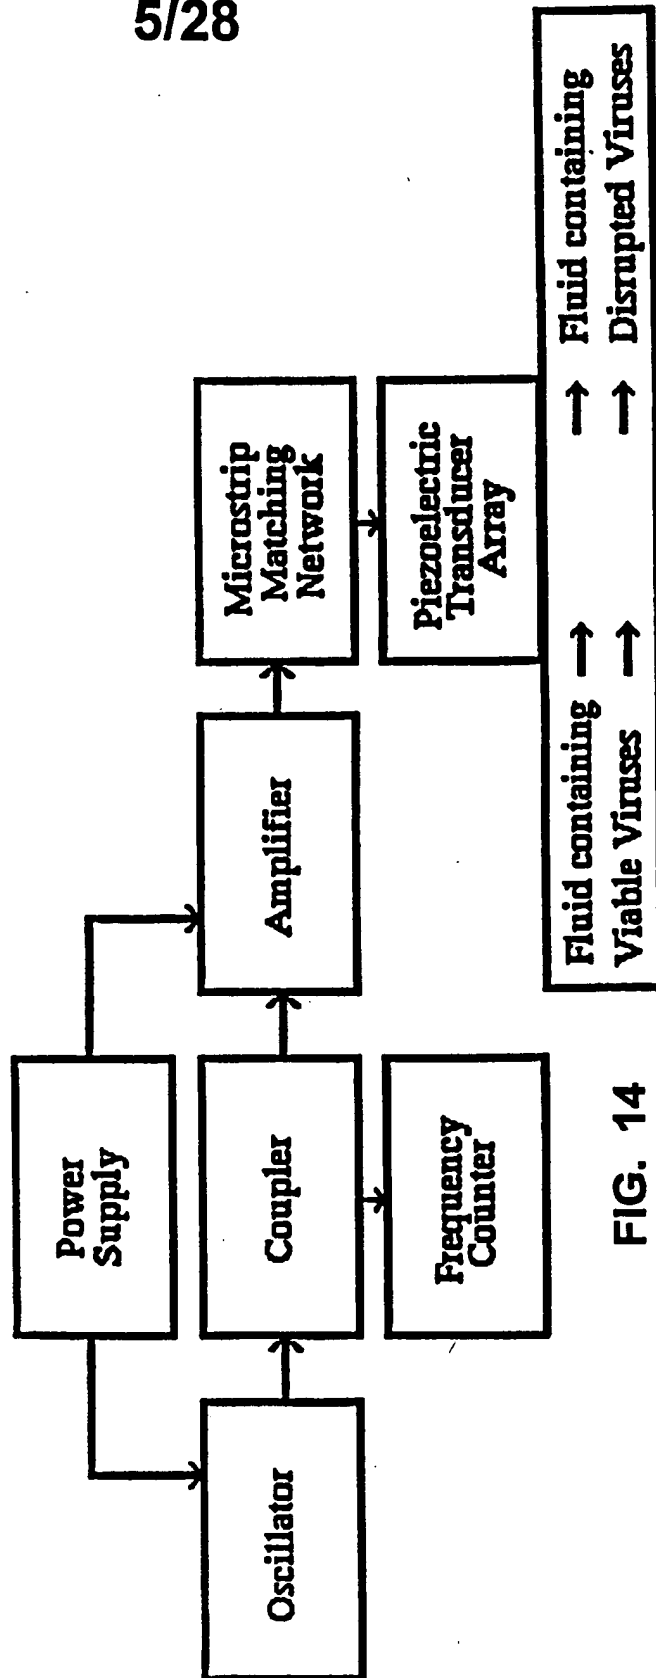 5/28
Power
Supply
Oscillator
Coupler
Amplifier
Microstrip
Matching
Network
Frequency
Counter
Piezoelectric
Transducer
Array
Fluid containing → → Fluid containing
Viable Viruses → → Disrupted Viruses
FIG. 14